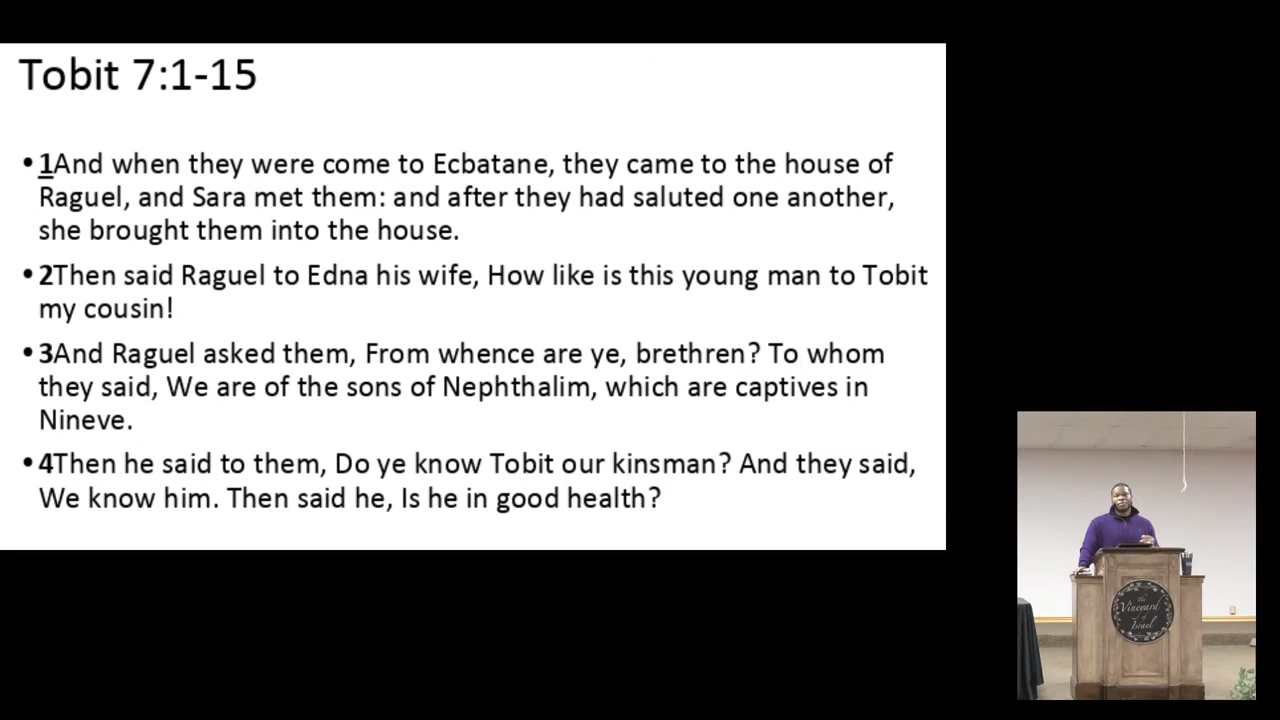 Tobit 7:1-15
• 1And when they were come to Ecbatane, they came to the house of
Raguel, and Sara met them: and after they had saluted one another,
she brought them into the house.
• 2Then said Raguel to Edna his wife, How like is this young man to Tobit
my cousin!
• 3And Raguel asked them, From whence are ye, brethren? To whom
they said, We are of the sons of Nephthalim, which are captives in
Nineve.
• 4Then he said to them, Do ye know Tobit our kinsman? And they said,
We know him. Then said he, Is he in good health?
The
Vineyard
of
Israel